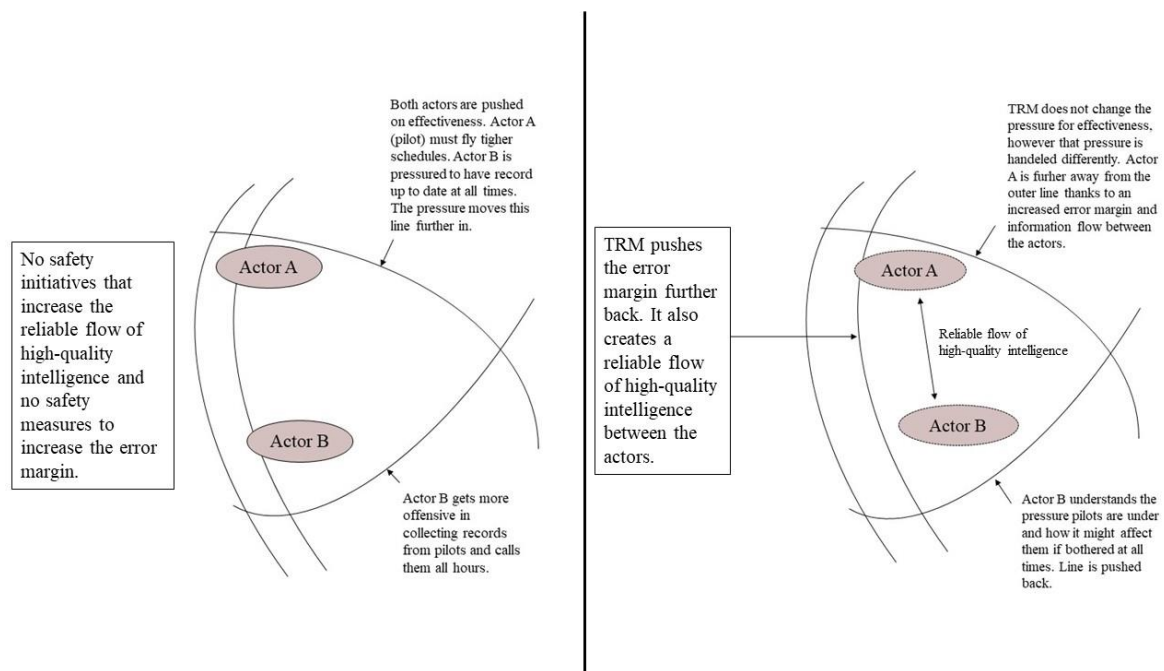 No safety
initiatives that
increase the
reliable flow of
high-quality
intelligence and
no safety
measures to
increase the error
margin.
Both actors are pushed
on effectiveness. Actor A
(pilot) must fly tigher
schedules. Actor B is
pressured to have record
up to date at all times.
The pressure moves this
line further in.
Actor A
Actor B
Actor B gets more
offensive in
collecting records
from pilots and calls
them all hours.
TRM pushes
the error
margin further
back. It also
creates a
reliable flow
of high-quality
intelligence
between the
actors.
TRM does not change the
pressure for effectiveness,
however that pressure is
handeled differently. Actor
A is furher away from the
outer line thanks to an
increased error margin and
information flow between
the actors.
Actor A
Reliable flow of
high-quality intelligence
Actor B
Actor B understands the
pressure pilots are under
and how it might affect
them if bothered at all
times. Line is pushed
back.